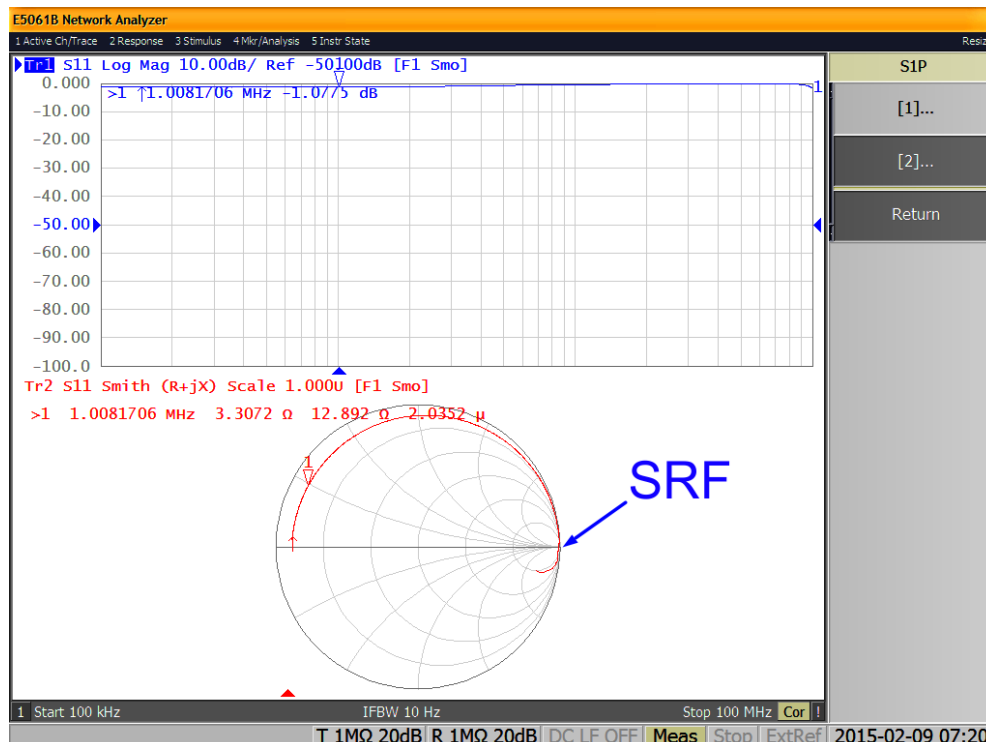 E5061B Network Analyzer
1 Active Ch/Trace 2 Response 3 Stimulus 4 Mkr/Analysis 5 Instr State
Resiz
Tr1 S11 Log Mag 10.00dB/ Ref -50.00dB [F1 Smo]
1
>1 ↑1.0081706 MHz -1.0775 dB
1
0.000
-10.00
-20.00
-30.00
-40.00
-50.00
-60.00
-70.00
-80.00
-90.00
-100.0
Tr2 S11 Smith (R+jX) Scale 1.000U [F1 Smo]
>1 1.0081706 MHz 3.3072 Ω 12.892 Ω 2.0352 μ
1
SRF
S1P
[1]...
[2]...
Return
1 Start 100 kHz IFBW 10 Hz Stop 100 MHz Cor !
T 1MΩ 20dB R 1MΩ 20dB DC LF OFF Meas Stop ExtRef 2015-02-09 07:20